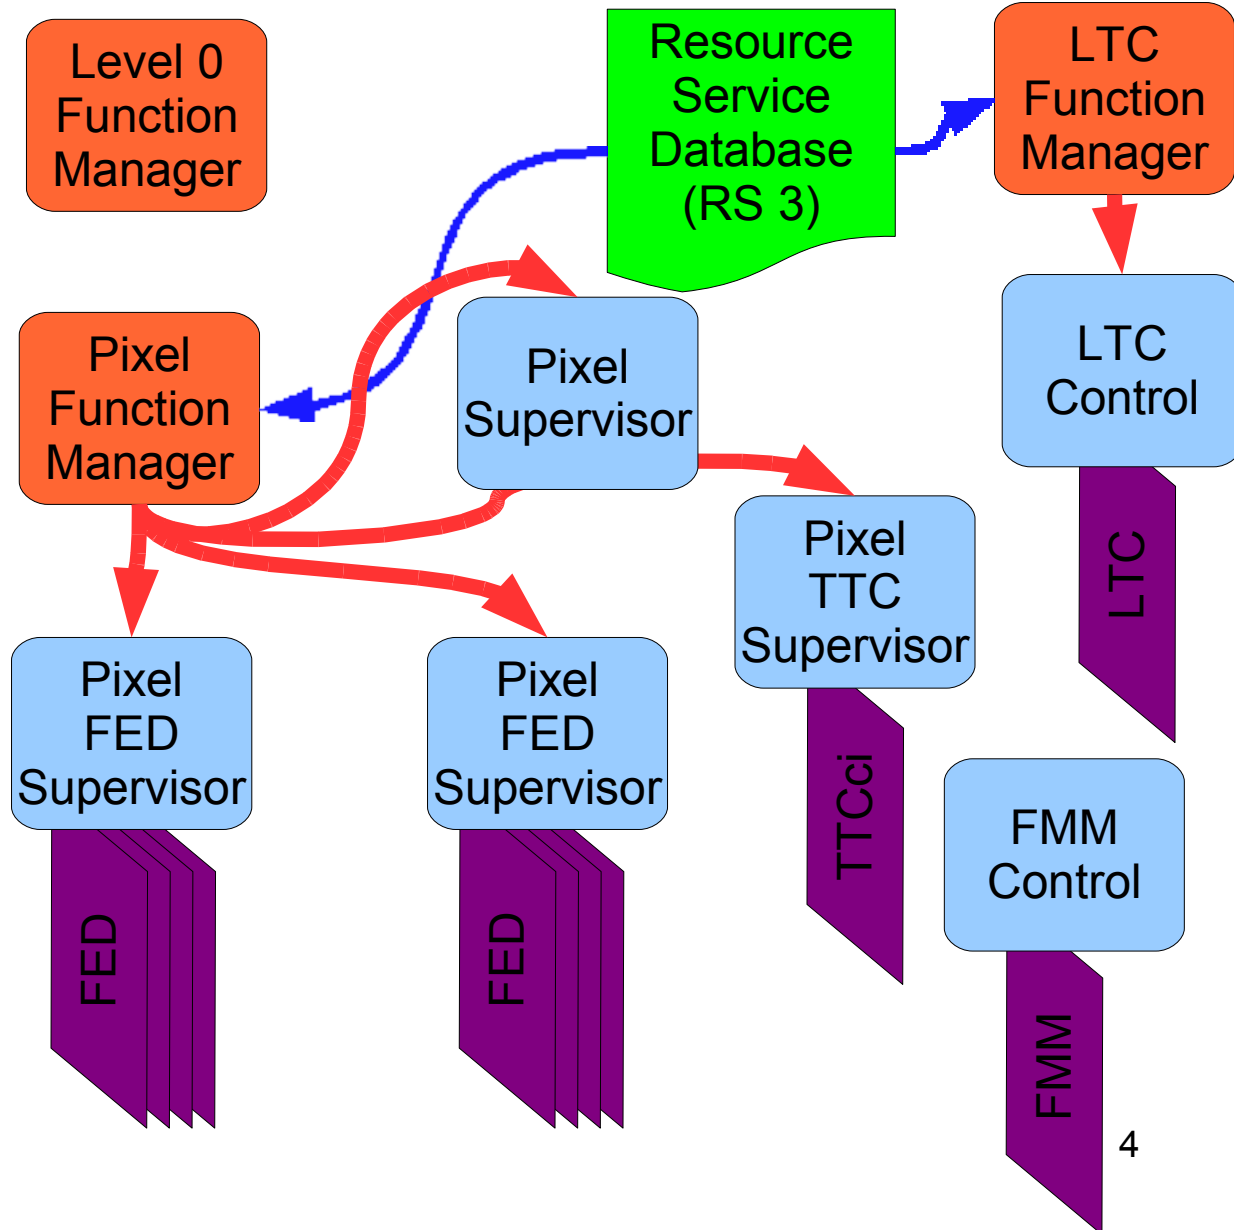 Level 0
Function
Manager
Resource
Service
Database
(RS 3)
LTC
Function
Manager
Pixel
Function
Manager
Pixel
Supervisor
LTC
Control
Pixel
TTC
Supervisor
LTC
Pixel
FED
Supervisor
Pixel
FED
Supervisor
TTCci
FMM
Control
FED
FED
FMM
4